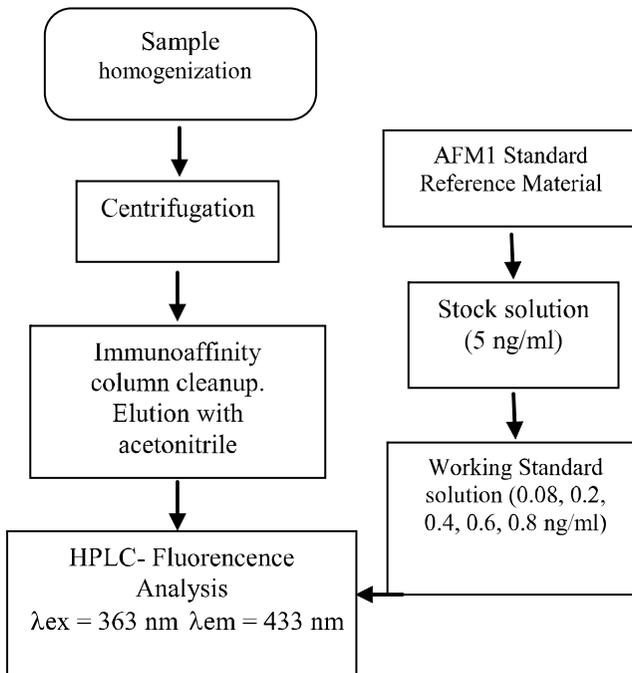 Sample
homogenization
Centrifugation
Immunoaffinity
column cleanup.
Elution with
acetonitrile
HPLC- Fluorencence
Analysis
λex = 363 nm λem = 433 nm
AFM1 Standard
Reference Material
Stock solution
(5 ng/ml)
Working Standard
solution (0.08, 0.2,
0.4, 0.6, 0.8 ng/ml)